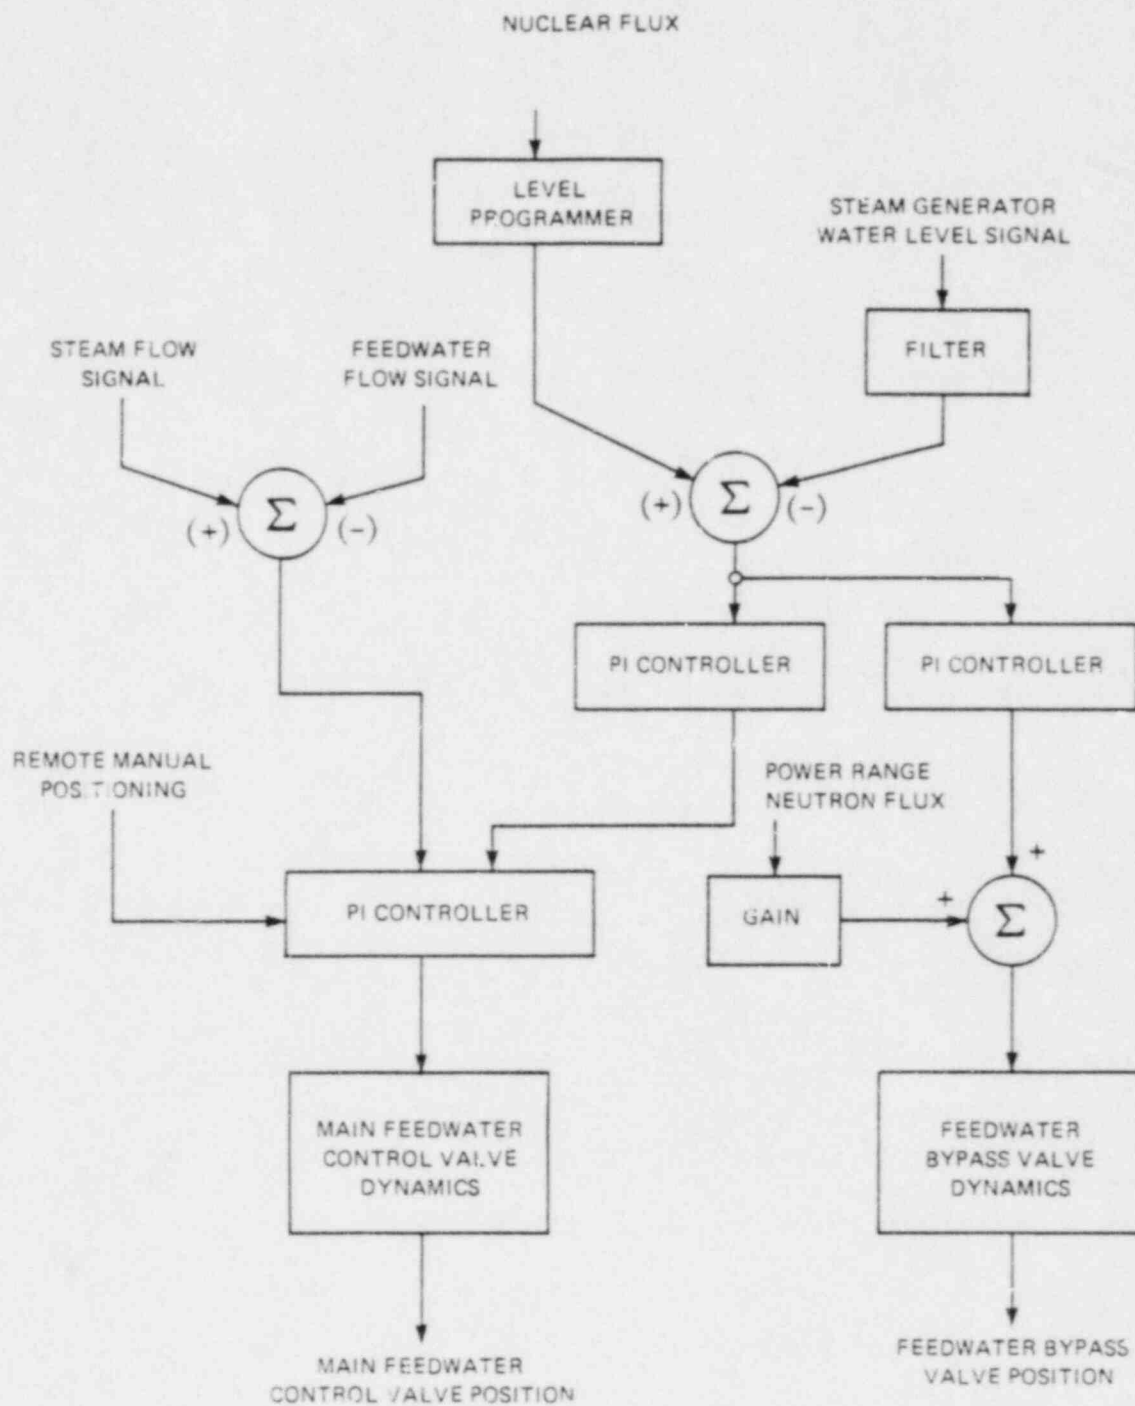 NUCLEAR FLUX
LEVEL
PROGRAMMER
STEAM GENERATOR
WATER LEVEL SIGNAL
FILTER
STEAM FLOW
SIGNAL
FEEDWATER
FLOW SIGNAL
(+) Σ (-)
(+) Σ (-)
PI CONTROLLER
PI CONTROLLER
REMOTE MANUAL
POSITIONING
POWER RANGE
NEUTRON FLUX
+
PI CONTROLLER
GAIN
+
Σ
MAIN FEEDWATER
CONTROL VALVE
DYNAMICS
FEEDWATER
BYPASS VALVE
DYNAMICS
MAIN FEEDWATER
CONTROL VALVE POSITION
FEEDWATER BYPASS
VALVE POSITION